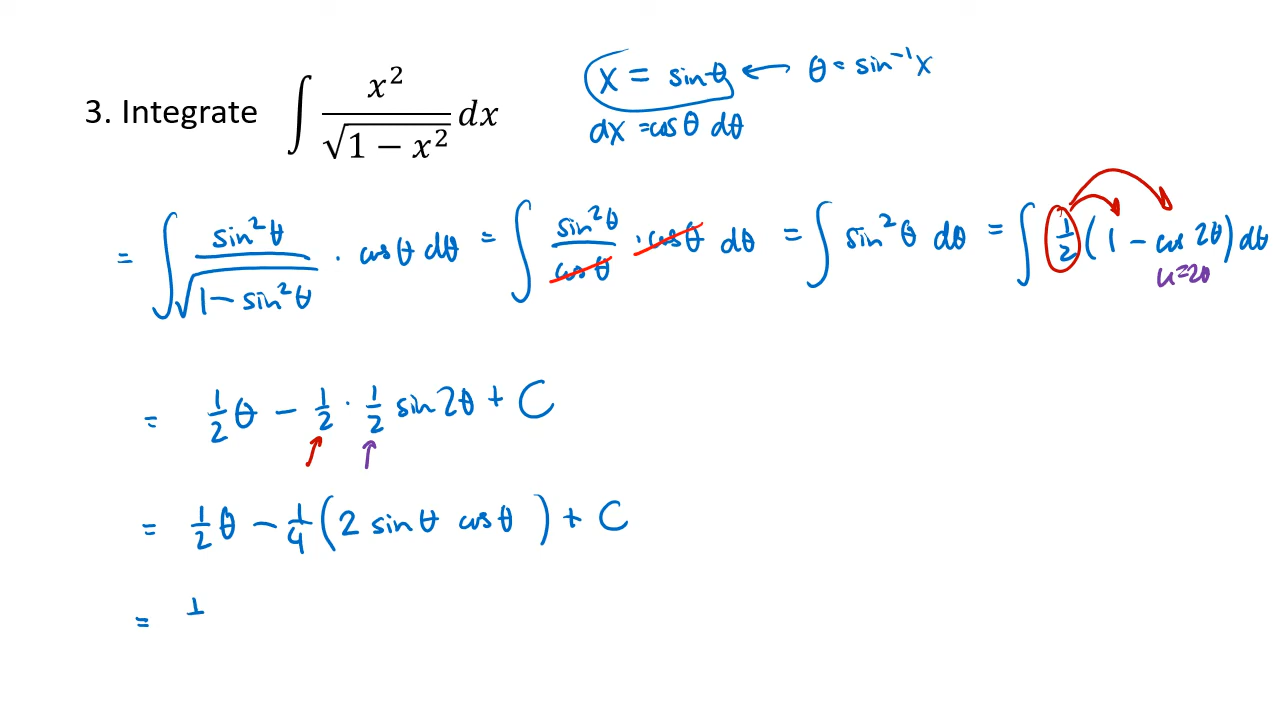 3. Integrate ∫ x²/√(1 − x²) dx
x = sinθ ← θ = sin⁻¹x
dx = cosθ dθ
= ∫ sin²θ/√(1 − sin²θ) · cosθ dθ = ∫ sin²θ/cosθ · cosθ dθ = ∫ sin²θ dθ = ∫ 1/2 (1 − cos 2θ) dθ
u=2θ
= 1/2 θ − 1/2 · 1/2 sin 2θ + C
= 1/2 θ − 1/4 (2 sinθ cosθ) + C
= 1